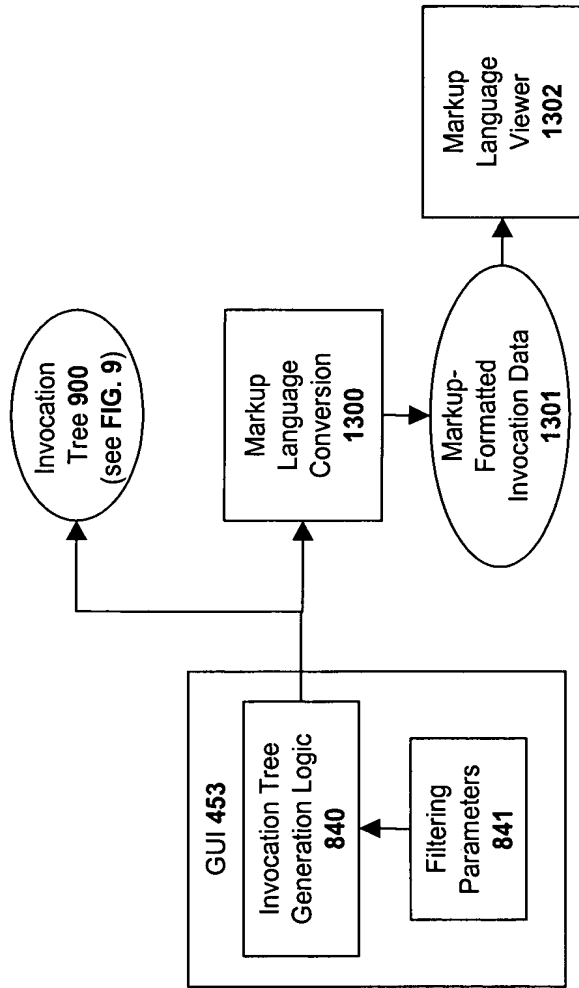 GUI 453
Invocation Tree
Generation Logic
840
Filtering
Parameters
841
Invocation
Tree 900
(see FIG. 9)
Markup
Language
Conversion
1300
Markup-
Formatted
Invocation Data
1301
Markup
Language
Viewer
1302